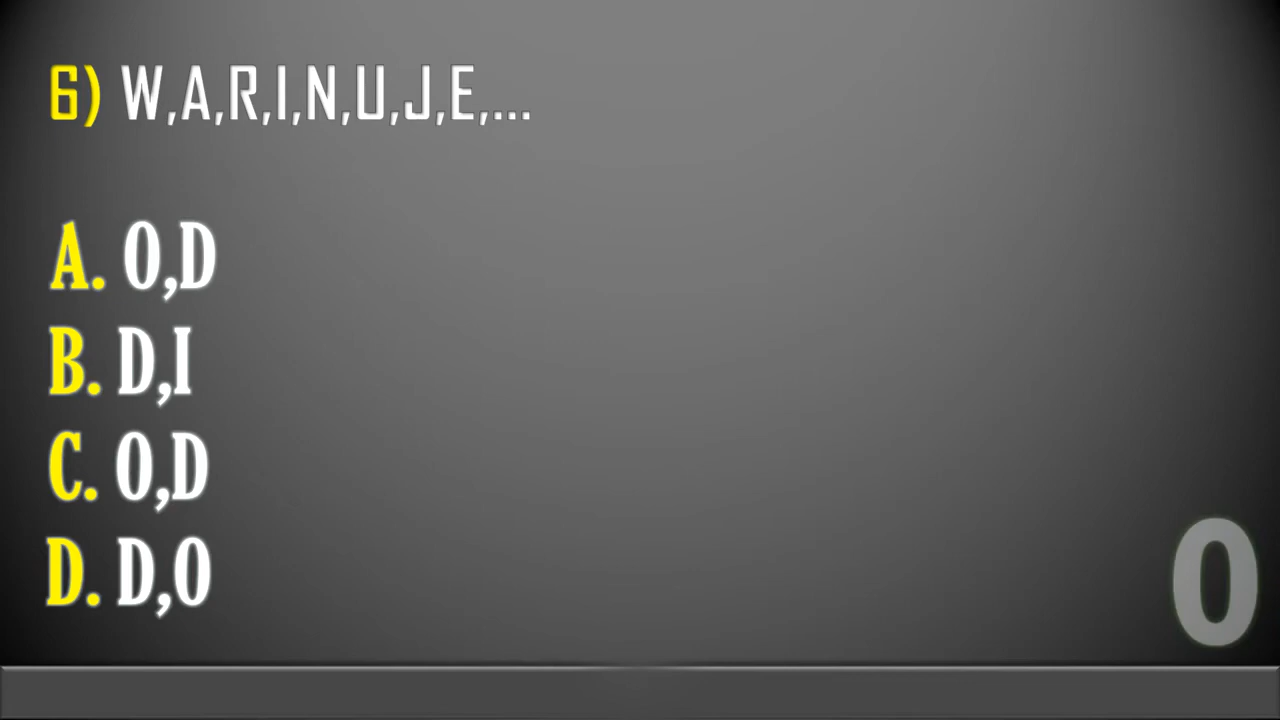 6) W,A,R,I,N,U,J,E,...
A. O,D
B. D,I
C. O,D
D. D,O
0